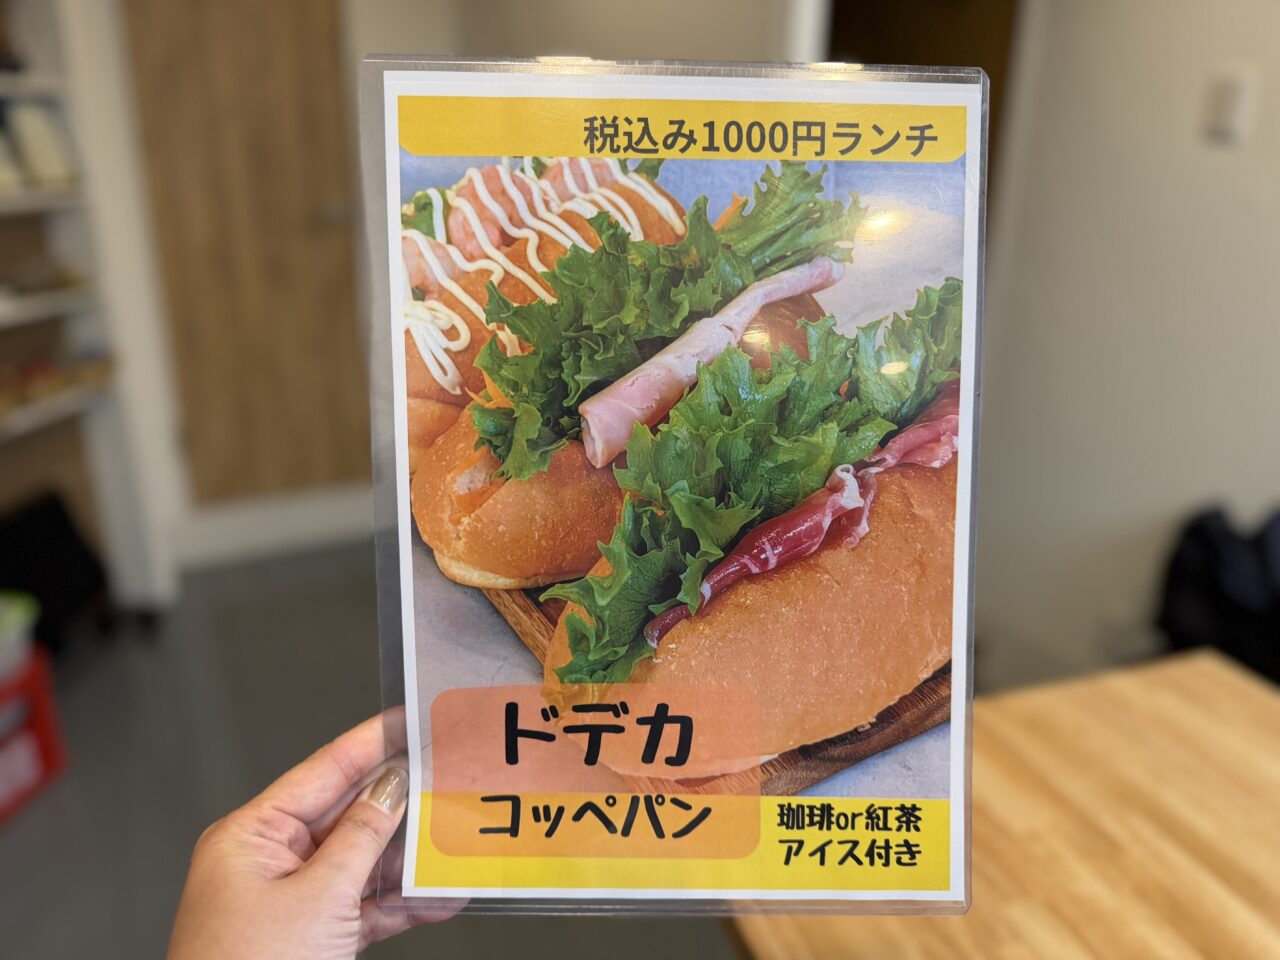 税込み1000円ランチ
ドデカ
コッペパン
珈琲or紅茶
アイス付き